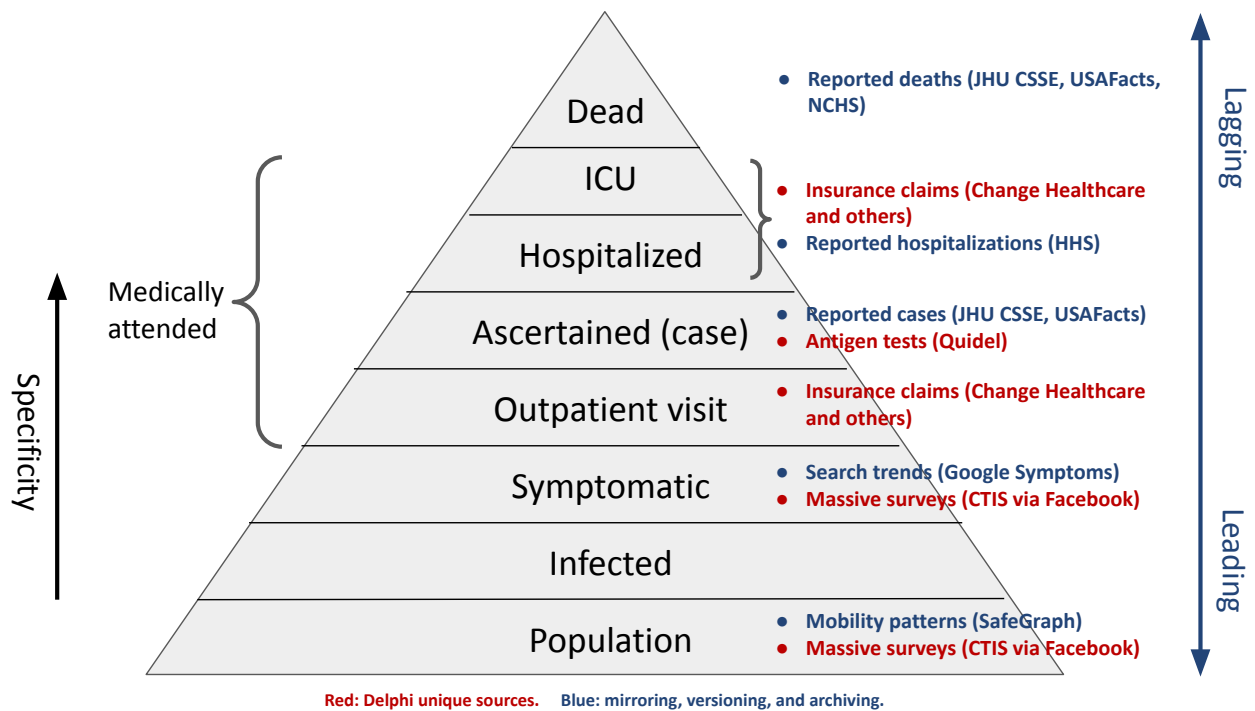 Dead
● Reported deaths (JHU CSSE, USAFacts,
NCHS)
ICU
● Insurance claims (Change Healthcare
and others)
Hospitalized
● Reported hospitalizations (HHS)
Medically
attended
Ascertained (case)
● Reported cases (JHU CSSE, USAFacts)
● Antigen tests (Quidel)
Outpatient visit
● Insurance claims (Change Healthcare
and others)
Symptomatic
● Search trends (Google Symptoms)
● Massive surveys (CTIS via Facebook)
Infected
Population
● Mobility patterns (SafeGraph)
● Massive surveys (CTIS via Facebook)
Specificity
Lagging
Leading
Red: Delphi unique sources. Blue: mirroring, versioning, and archiving.